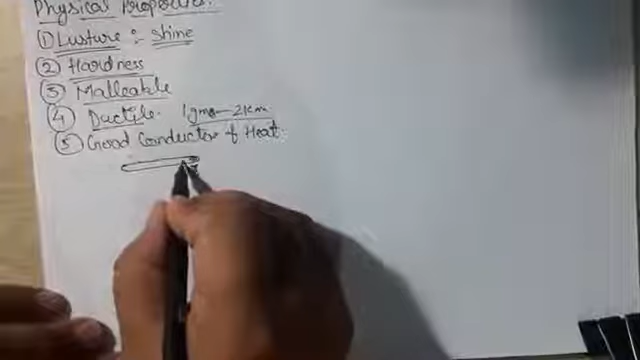 Physical Properties:
① Lusture :- Shine
② Hardness
③ Malleable
④ Ductile. 1gm - 2km
⑤ Good Conductor of Heat.